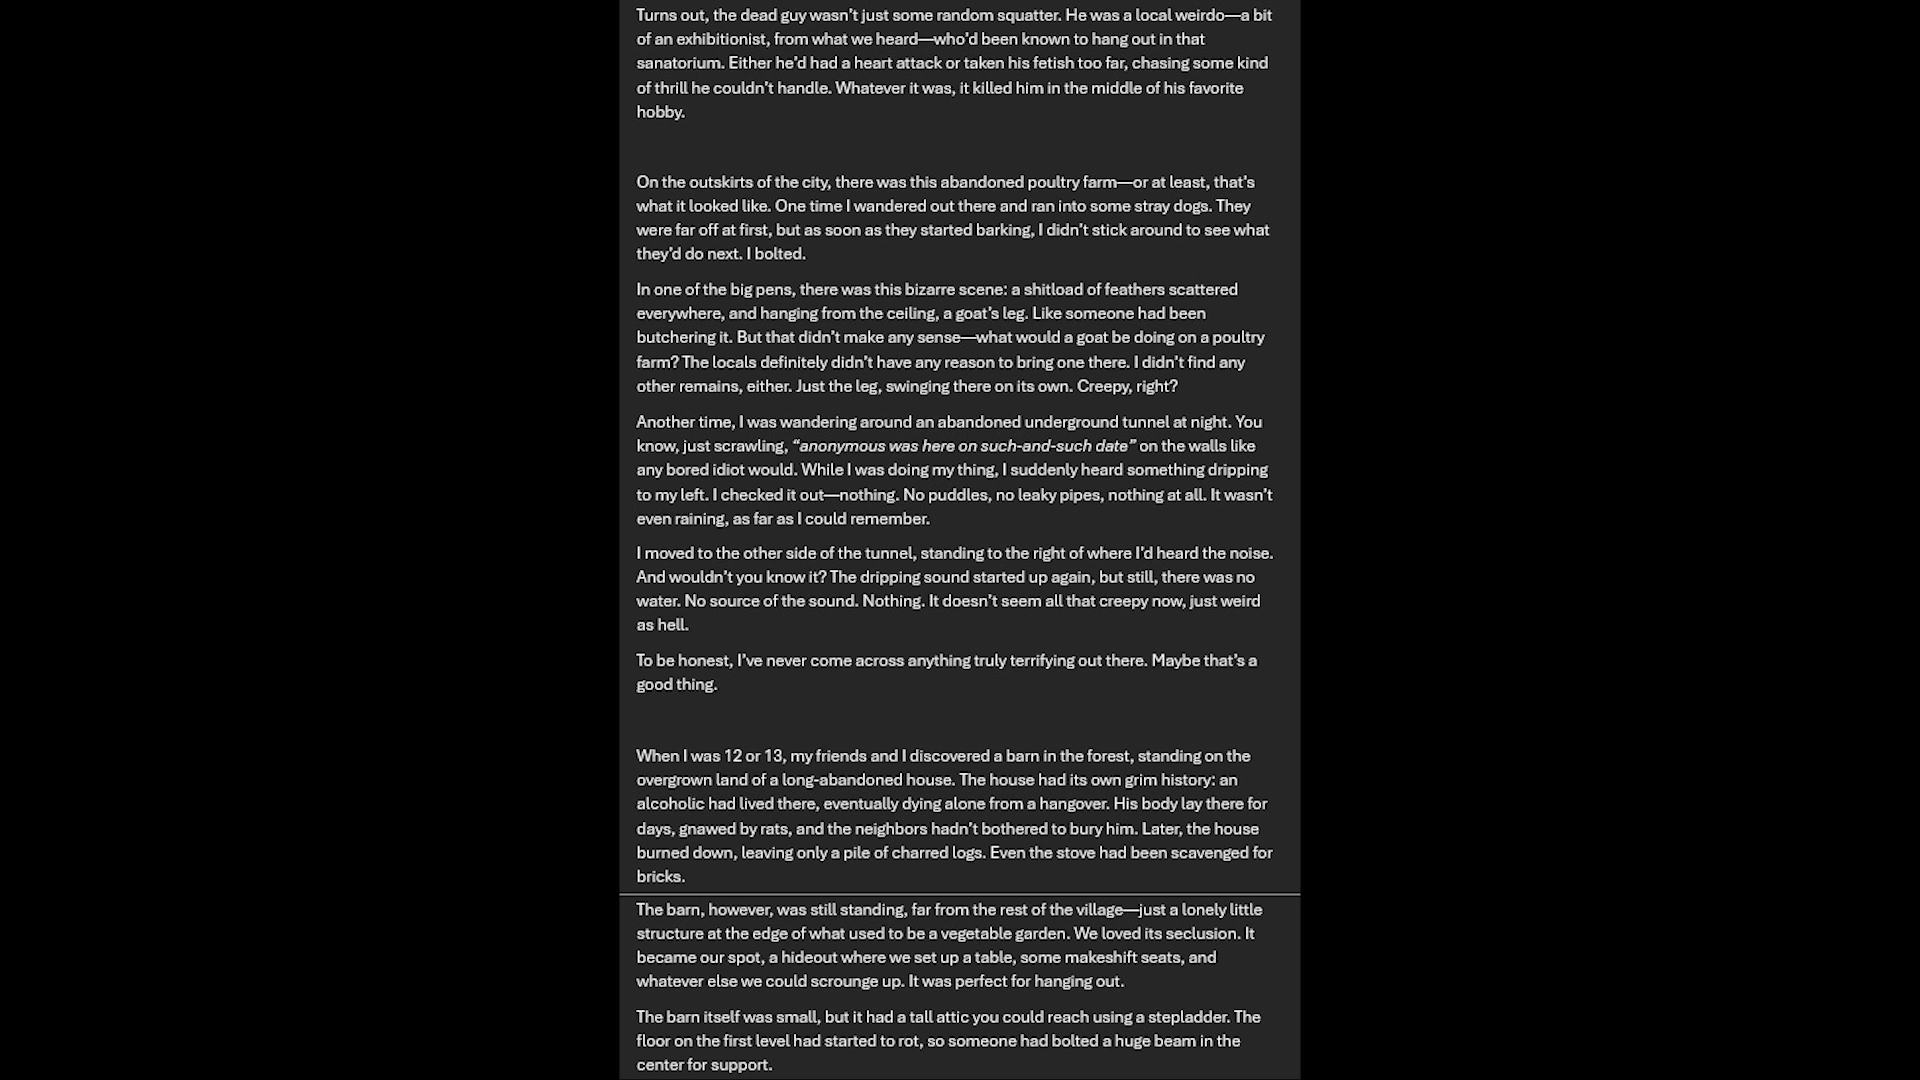 Turns out, the dead guy wasn’t just some random squatter. He was a local weirdo—a bit
of an exhibitionist, from what we heard—who’d been known to hang out in that
sanatorium. Either he’d had a heart attack or taken his fetish too far, chasing some kind
of thrill he couldn’t handle. Whatever it was, it killed him in the middle of his favorite
hobby.
On the outskirts of the city, there was this abandoned poultry farm—or at least, that’s
what it looked like. One time I wandered out there and ran into some stray dogs. They
were far off at first, but as soon as they started barking, I didn’t stick around to see what
they’d do next. I bolted.
In one of the big pens, there was this bizarre scene: a shitload of feathers scattered
everywhere, and hanging from the ceiling, a goat’s leg. Like someone had been
butchering it. But that didn’t make any sense—what would a goat be doing on a poultry
farm? The locals definitely didn’t have any reason to bring one there. I didn’t find any
other remains, either. Just the leg, swinging there on its own. Creepy, right?
Another time, I was wandering around an abandoned underground tunnel at night. You
know, just scrawling, “anonymous was here on such-and-such date” on the walls like
any bored idiot would. While I was doing my thing, I suddenly heard something dripping
to my left. I checked it out—nothing. No puddles, no leaky pipes, nothing at all. It wasn’t
even raining, as far as I could remember.
I moved to the other side of the tunnel, standing to the right of where I’d heard the noise.
And wouldn’t you know it? The dripping sound started up again, but still, there was no
water. No source of the sound. Nothing. It doesn’t seem all that creepy now, just weird
as hell.
To be honest, I’ve never come across anything truly terrifying out there. Maybe that’s a
good thing.
When I was 12 or 13, my friends and I discovered a barn in the forest, standing on the
overgrown land of a long-abandoned house. The house had its own grim history: an
alcoholic had lived there, eventually dying alone from a hangover. His body lay there for
days, gnawed by rats, and the neighbors hadn’t bothered to bury him. Later, the house
burned down, leaving only a pile of charred logs. Even the stove had been scavenged for
bricks.
The barn, however, was still standing, far from the rest of the village—just a lonely little
structure at the edge of what used to be a vegetable garden. We loved its seclusion. It
became our spot, a hideout where we set up a table, some makeshift seats, and
whatever else we could scrounge up. It was perfect for hanging out.
The barn itself was small, but it had a tall attic you could reach using a stepladder. The
floor on the first level had started to rot, so someone had bolted a huge beam in the
center for support.